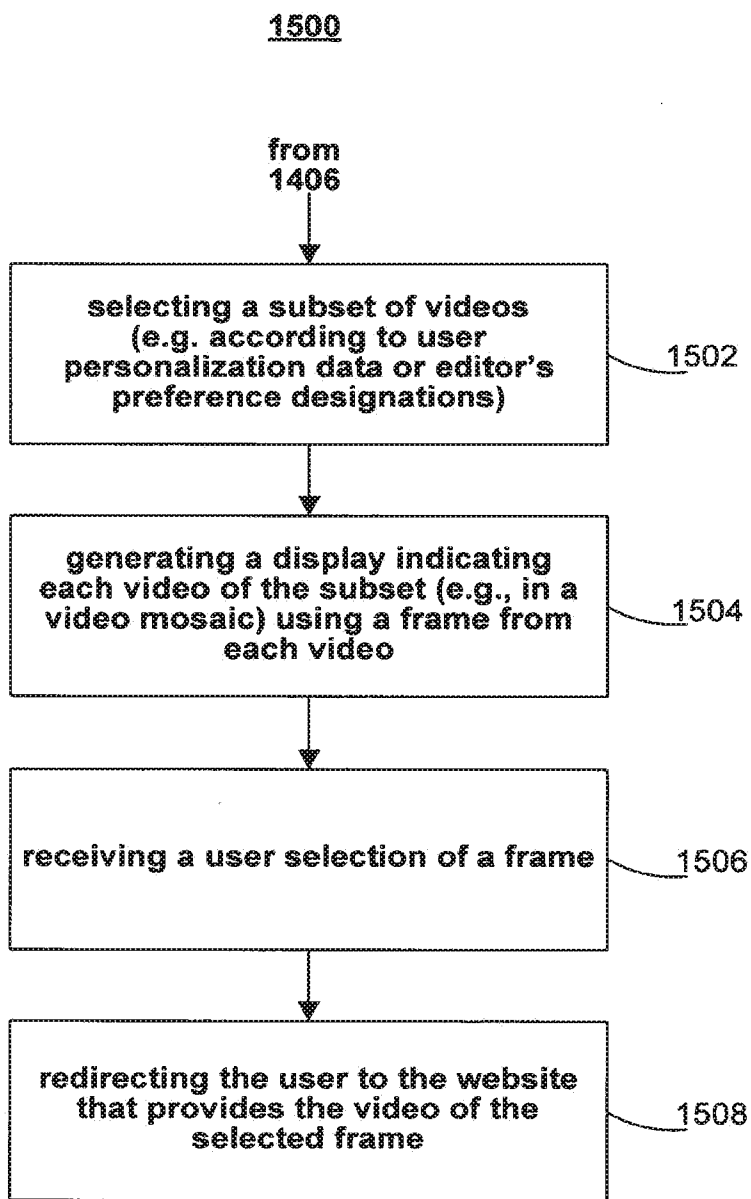 1500
from
1406
selecting a subset of videos
(e.g. according to user
personalization data or editor's
preference designations)
1502
generating a display indicating
each video of the subset (e.g., in a
video mosaic) using a frame from
each video
1504
receiving a user selection of a frame
1506
redirecting the user to the website
that provides the video of the
selected frame
1508